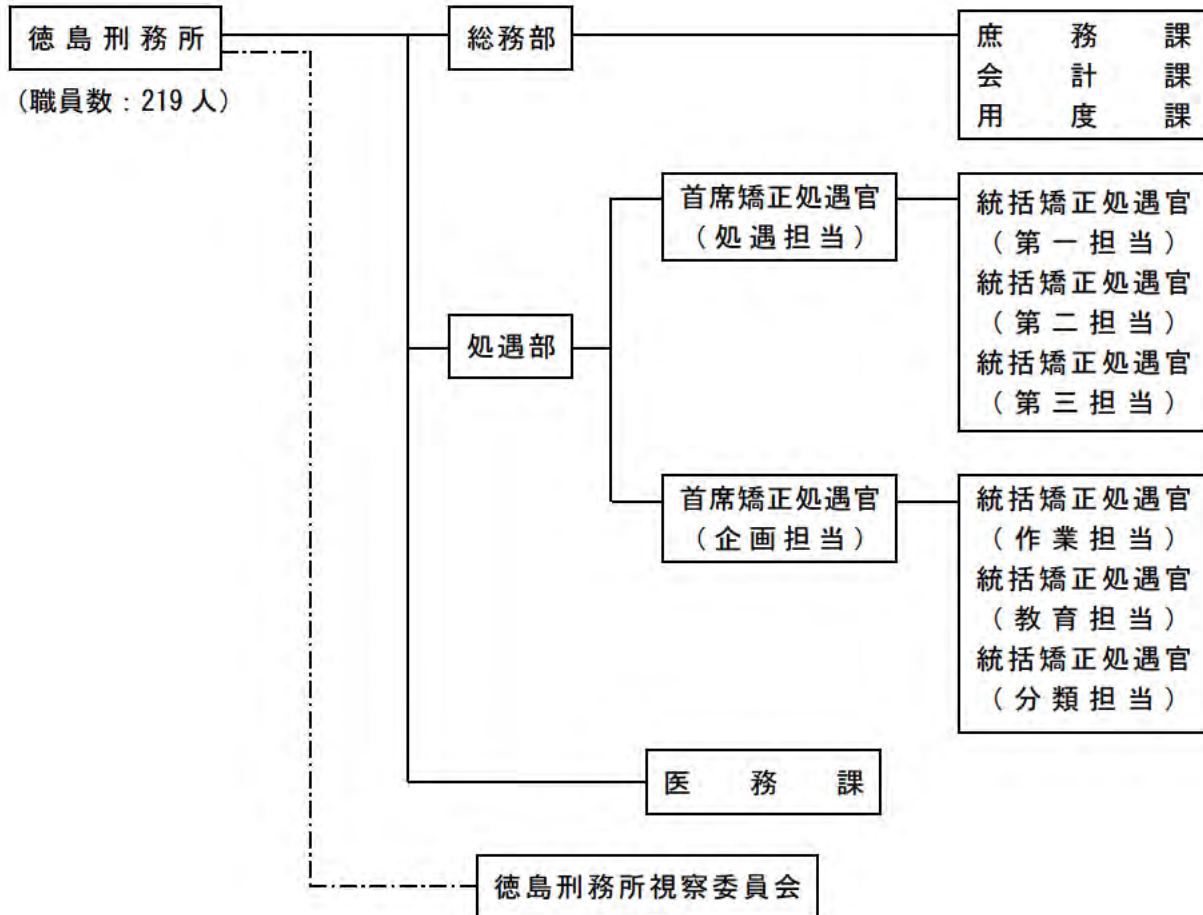 徳島刑務所
(職員数：219人)
総務部
庶務課
会計課
用度課
処遇部
首席矯正処遇官
(処遇担当)
統括矯正処遇官
(第一担当)
統括矯正処遇官
(第二担当)
統括矯正処遇官
(第三担当)
首席矯正処遇官
(企画担当)
統括矯正処遇官
(作業担当)
統括矯正処遇官
(教育担当)
統括矯正処遇官
(分類担当)
医務課
徳島刑務所視察委員会